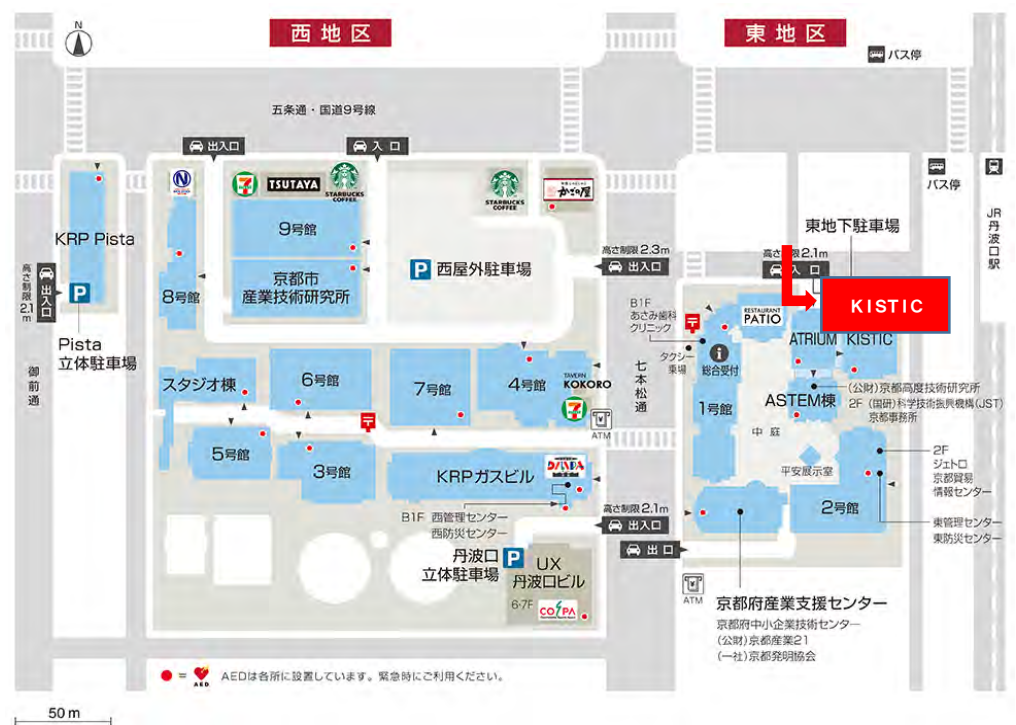 N
西地区
東地区
バス停
五条通・国道9号線
出入口
入口
TSUTAYA
STARBUCKS
COFFEE
STARBUCKS
COFFEE
かごの屋
バス停
JR丹波口駅
KRP Pista
9号館
西屋外駐車場
高さ制限2.3m
出入口
東地下駐車場
高さ制限2.1m
入口
高さ制限2.1m
出入口
P
P
8号館
京都市
産業技術研究所
KISTIC
B1F
あさみ歯科
クリニック
RESTAURANT
PATIO
Pista
立体駐車場
タクシー
乗場
総合受付
ATRIUM
KISTIC
御前通
スタジオ棟
6号館
7号館
4号館
TAVERN
KOKORO
七本松通
1号館
ASTEM棟
(公財)京都高度技術研究所
2F (国研)科学技術振興機構(JST)
京都事務所
ATM
中庭
5号館
3号館
KRPガスビル
平安展示室
2F
ジェトロ
京都貿易
情報センター
B1F 西管理センター
西防災センター
高さ制限2.1m
出入口
2号館
東管理センター
東防災センター
出口
丹波口
立体駐車場
P
UX
丹波口ビル
6・7F
COSPA
ATM
京都府産業支援センター
京都府中小企業技術センター
(公財)京都産業21
(一社)京都発明協会
= AED AEDは各所に設置しています。緊急時にご利用ください。
50 m